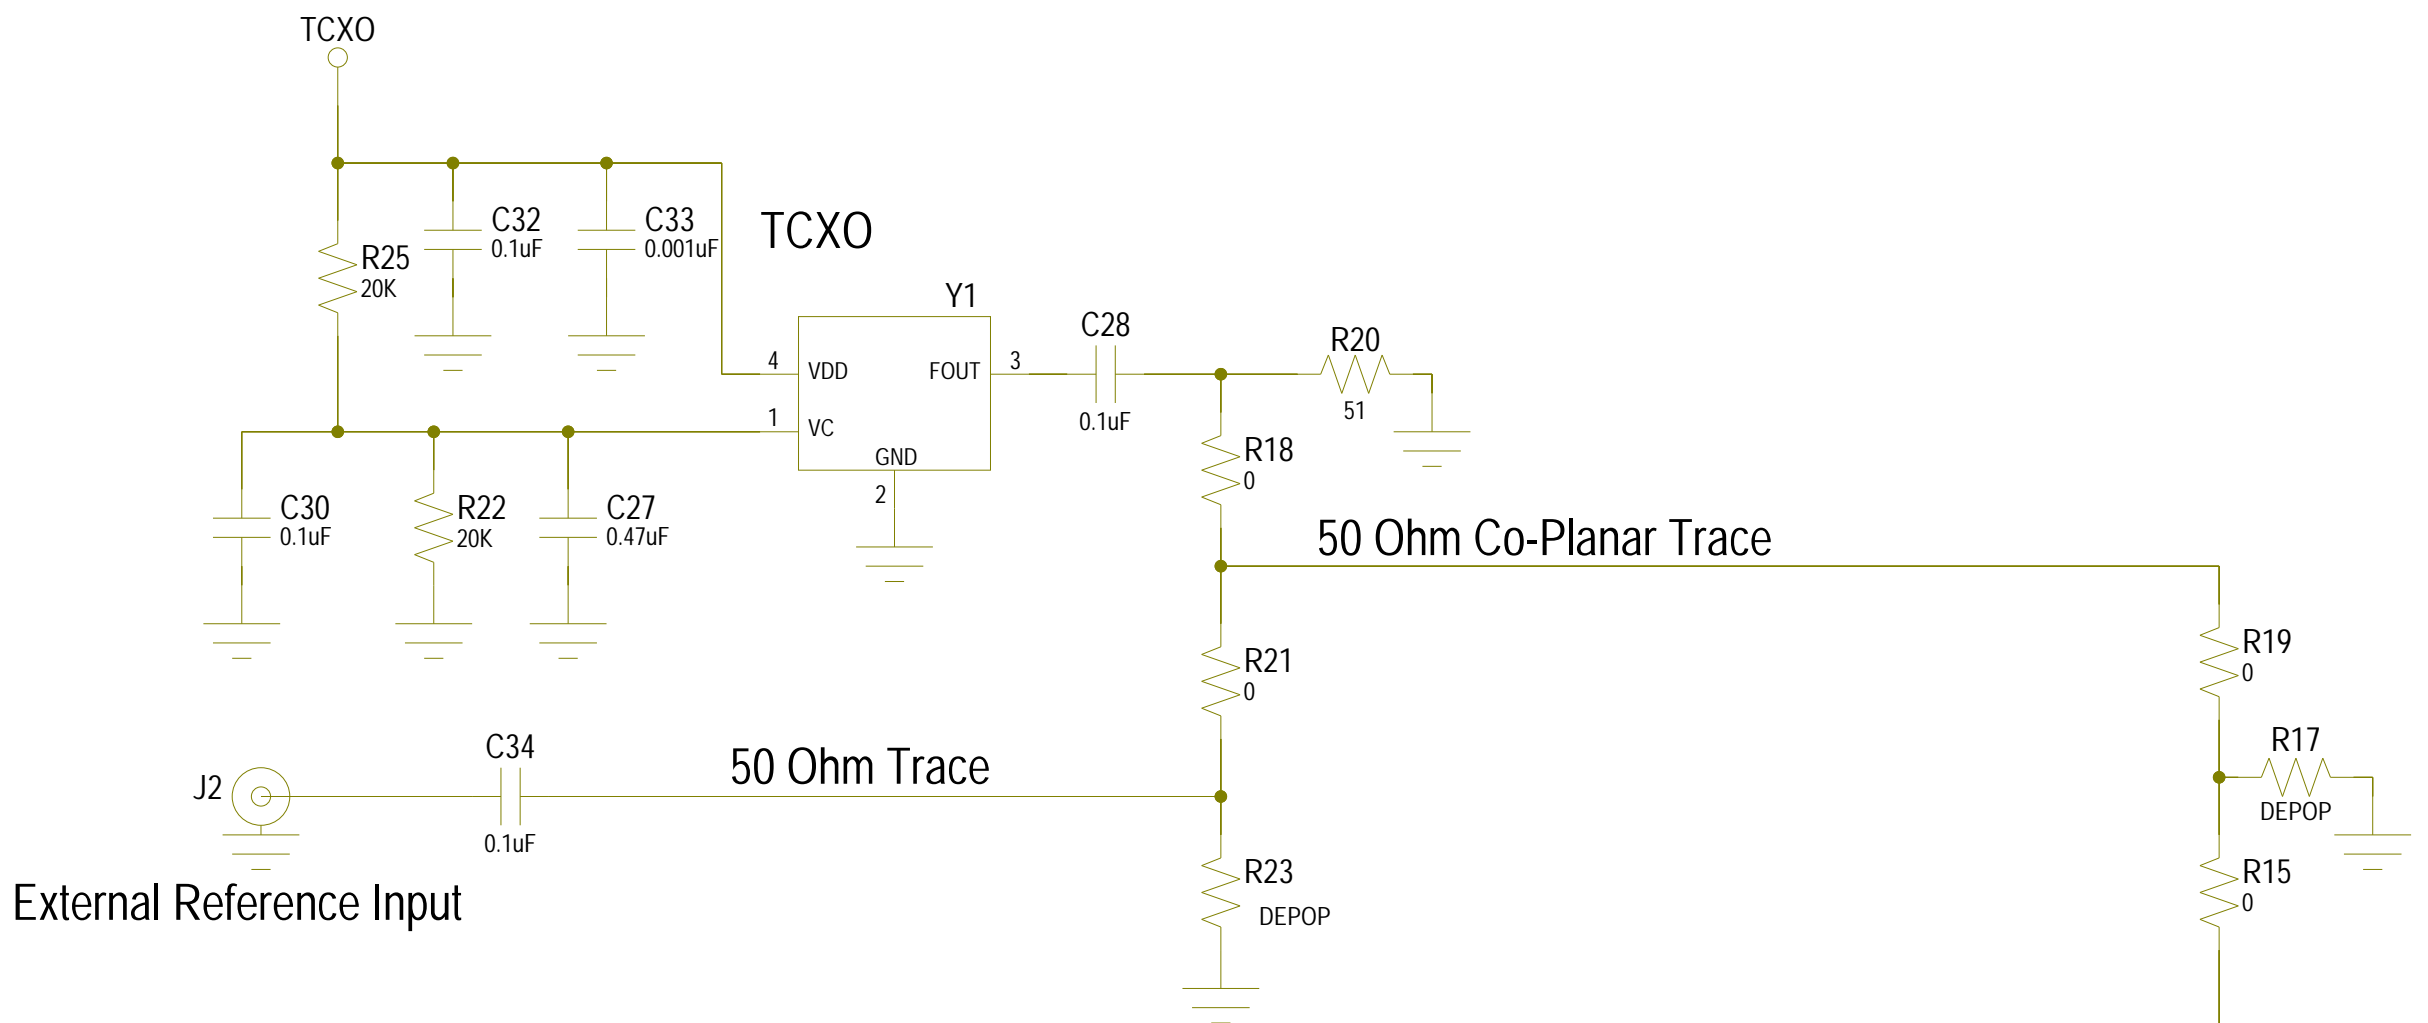 TCXO
C32
0.1uF
C33
0.001uF
TCXO
R25
20K
Y1
4
VDD
FOUT
3
1
VC
GND
2
C28
0.1uF
R20
51
R18
0
C30
0.1uF
R22
20K
C27
0.47uF
50 Ohm Co-Planar Trace
R21
0
R19
0
C34
0.1uF
50 Ohm Trace
J2
R17
DEPOP
External Reference Input
R23
DEPOP
R15
0